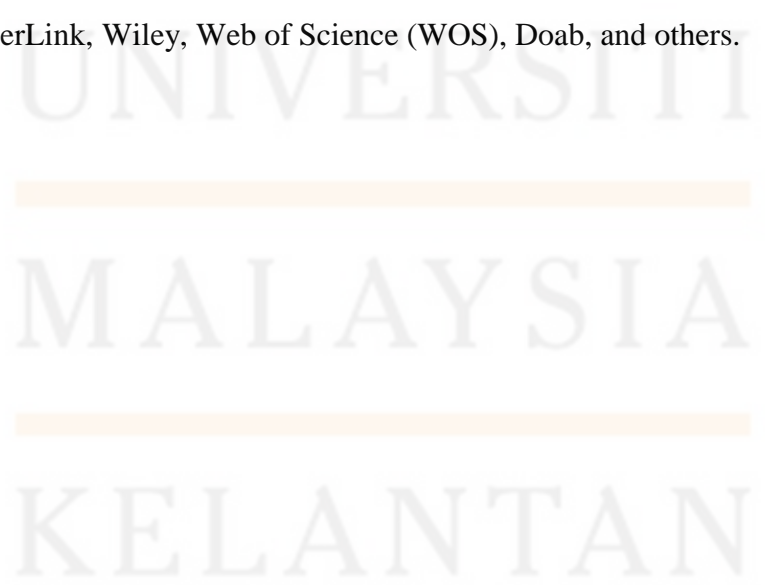 erLink, Wiley, Web of Science (WOS), Doab, and others.
UNIVERSITI
MALAYSIA
KELANTAN